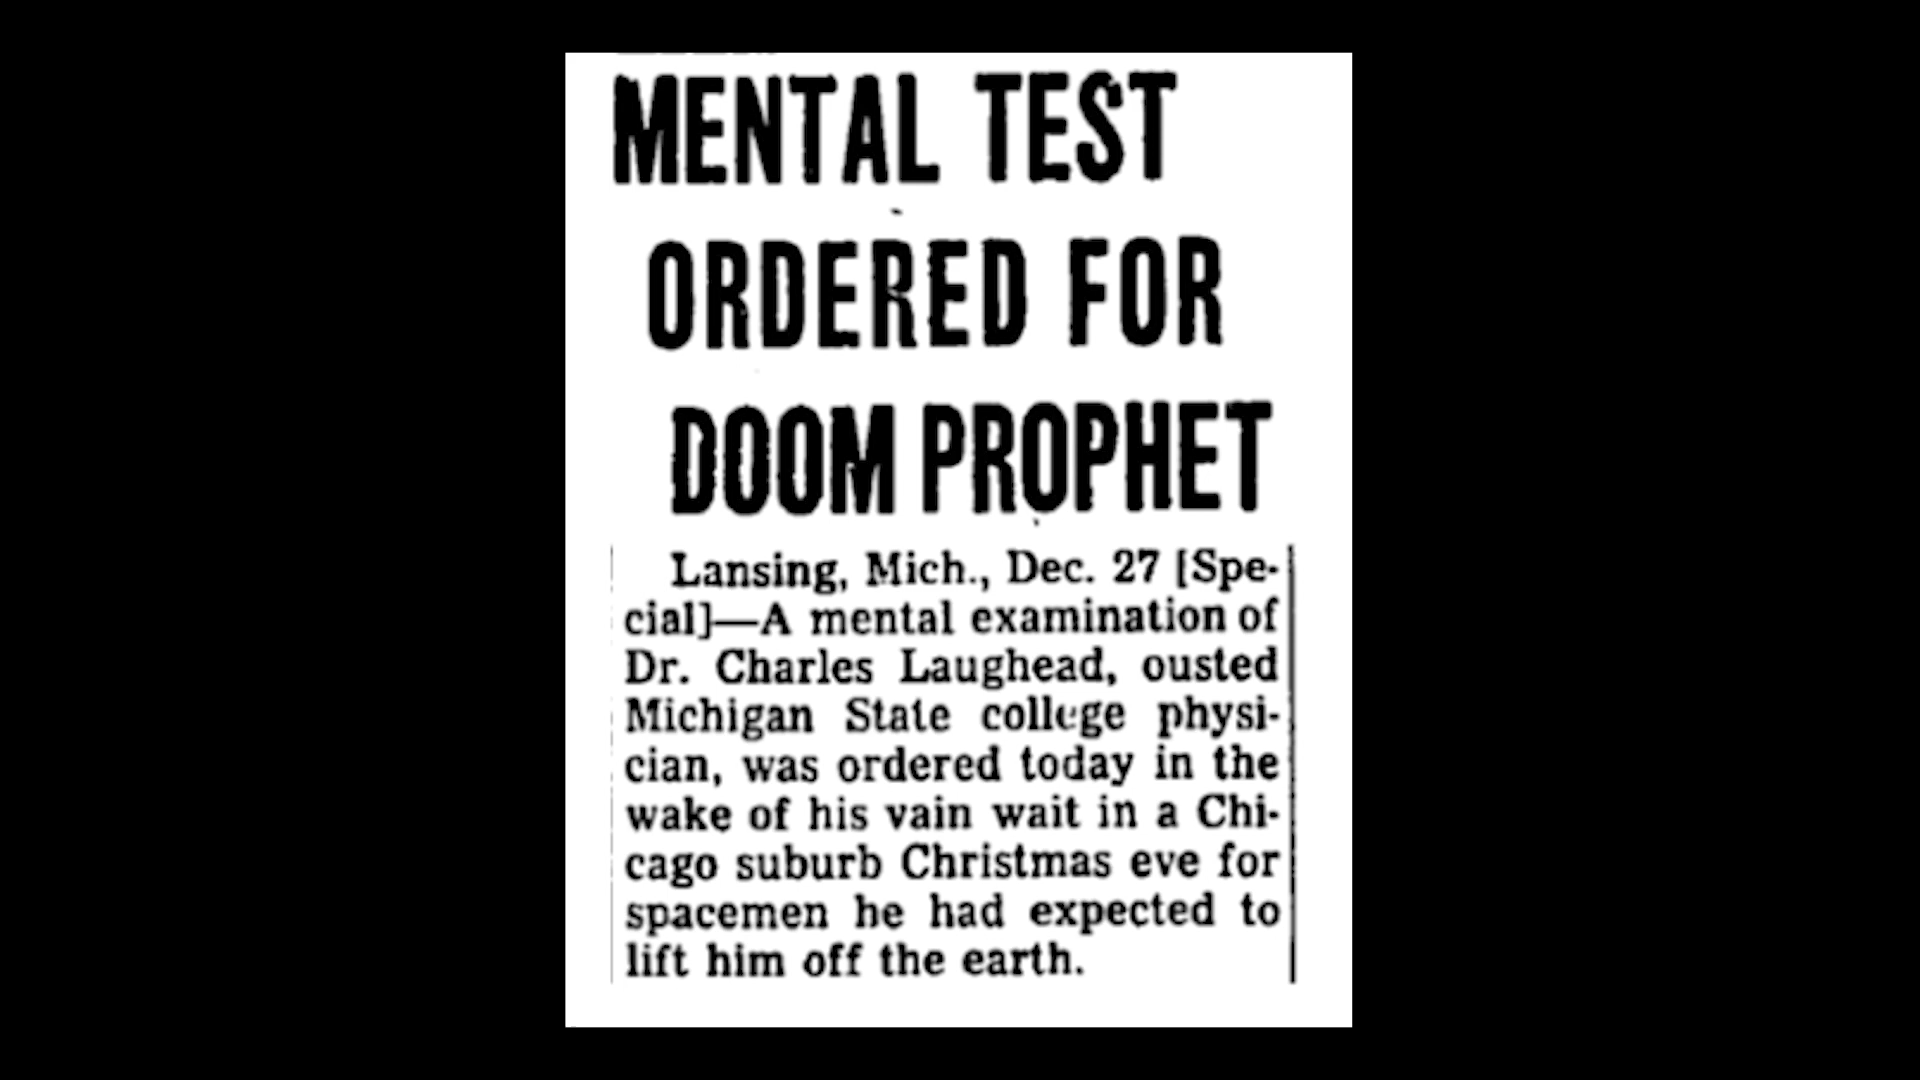 MENTAL TEST
ORDERED FOR
DOOM PROPHET
Lansing, Mich., Dec. 27 [Spe-
cial]—A mental examination of
Dr. Charles Laughead, ousted
Michigan State college physi-
cian, was ordered today in the
wake of his vain wait in a Chi-
cago suburb Christmas eve for
spacemen he had expected to
lift him off the earth.